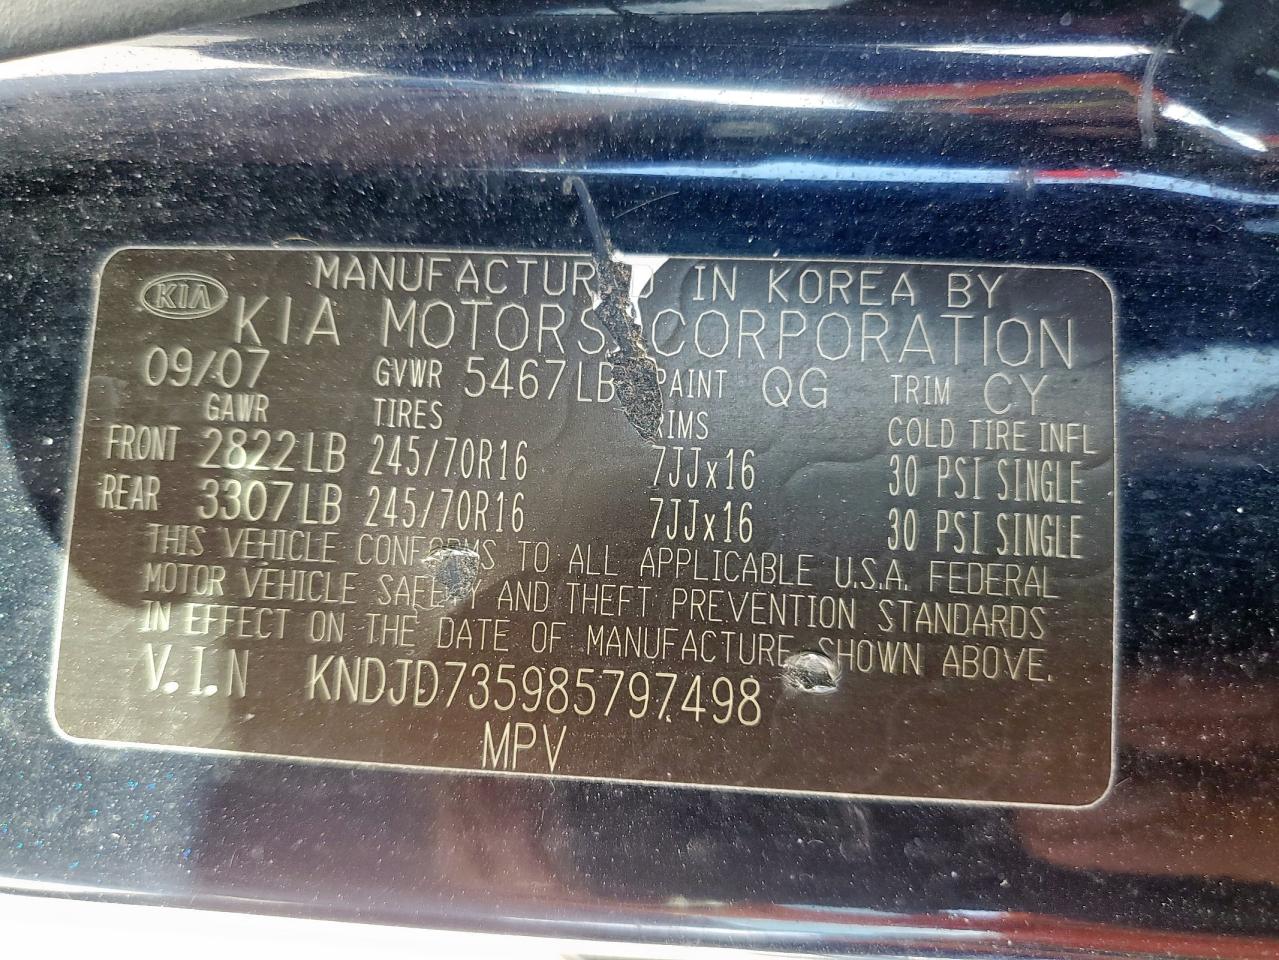 MANUFACTURED IN KOREA BY
KIA KIA MOTORS CORPORATION
09/07 GVWR 5467LB PAINT QG TRIM CY
GAWR TIRES RIMS COLD TIRE INFL
FRONT 2822LB 245/70R16 7JJx16 30 PSI SINGLE
REAR 3307LB 245/70R16 7JJx16 30 PSI SINGLE
THIS VEHICLE CONFORMS TO ALL APPLICABLE U.S.A. FEDERAL
MOTOR VEHICLE SAFETY AND THEFT PREVENTION STANDARDS
IN EFFECT ON THE DATE OF MANUFACTURE SHOWN ABOVE.
V.I.N KNDJD735985797498
MPV